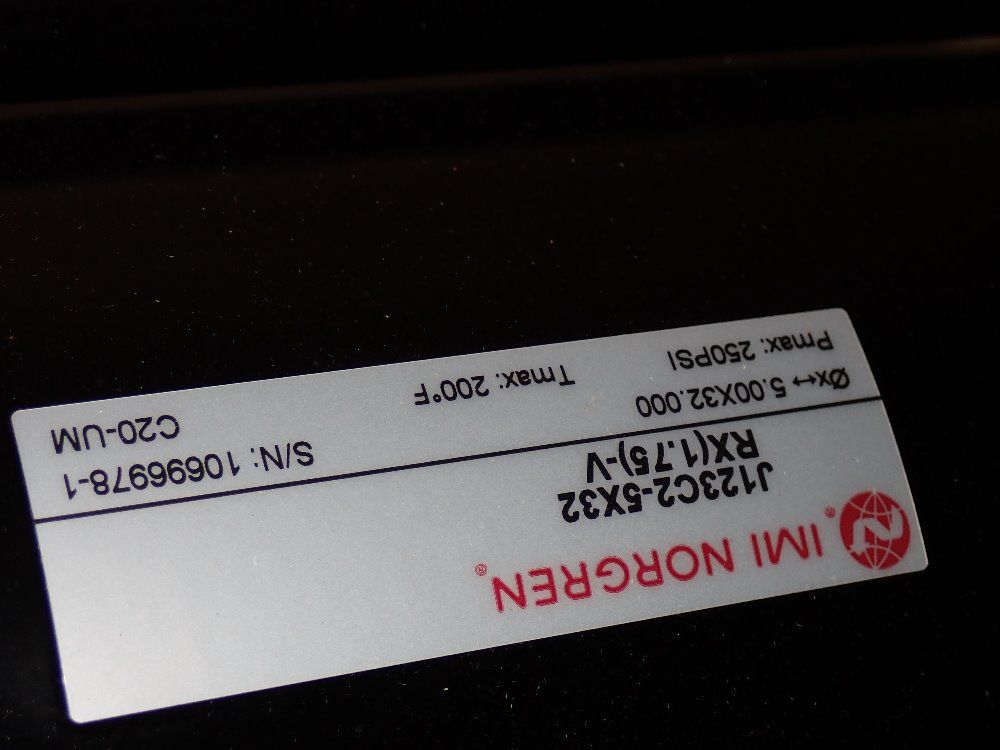 IMI NORGREN®
J123C2-5X32
RX(1.75)-V
Øx↔ 5.00X32.000
S/N: 10696978-1
Pmax: 250PSI
Tmax: 200°F
C20-UM